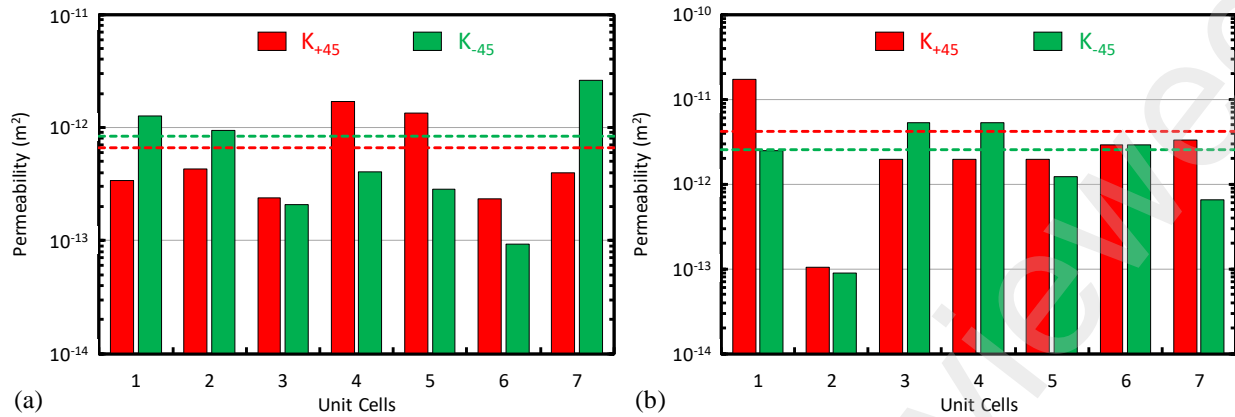 10⁻¹¹
10⁻¹²
10⁻¹³
10⁻¹⁴
Permeability (m²)
K₊₄₅
K₋₄₅
1 2 3 4 5 6 7
Unit Cells
(a)
10⁻¹⁰
10⁻¹¹
10⁻¹²
10⁻¹³
10⁻¹⁴
Permeability (m²)
K₊₄₅
K₋₄₅
1 2 3 4 5 6 7
Unit Cells
(b)